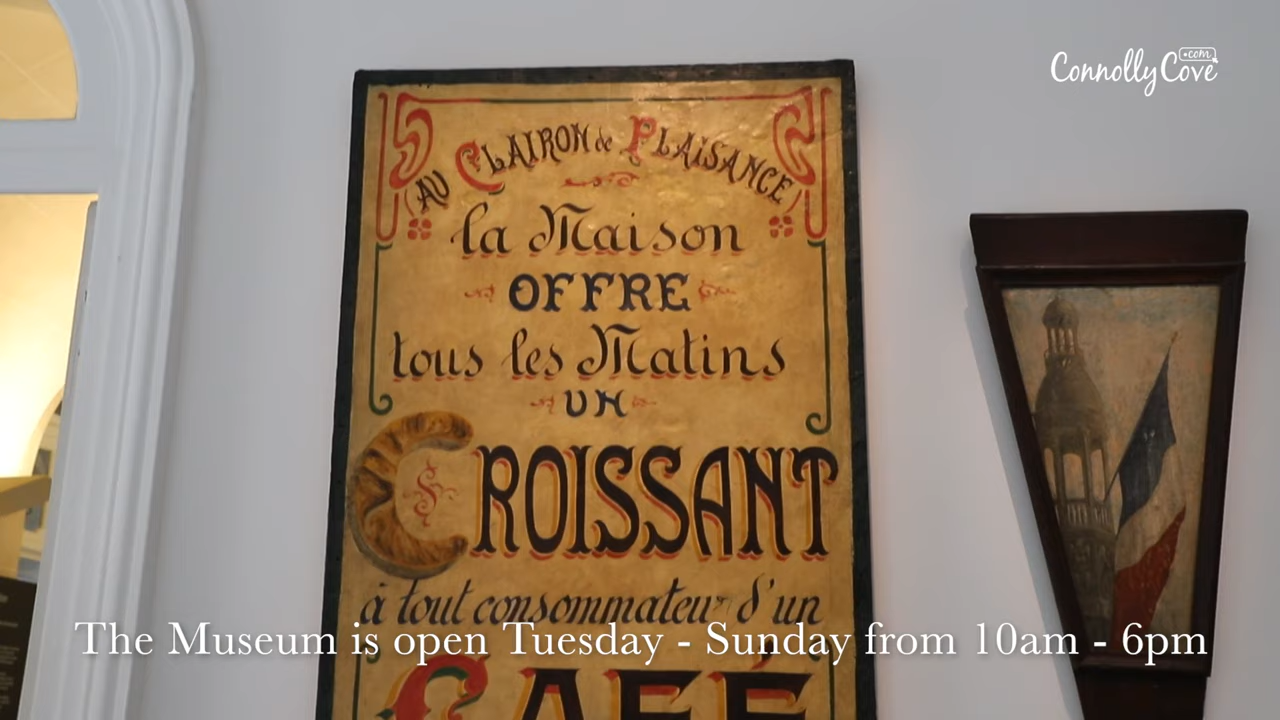 ConnollyCove
.com
AU CLAIRON de PLAiSANCE
la Maison
OFFRE
tous les Matins
UN
CROISSANT
à tout consommateur d'un
The Museum is open Tuesday - Sunday from 10am - 6pm
CAFÉ